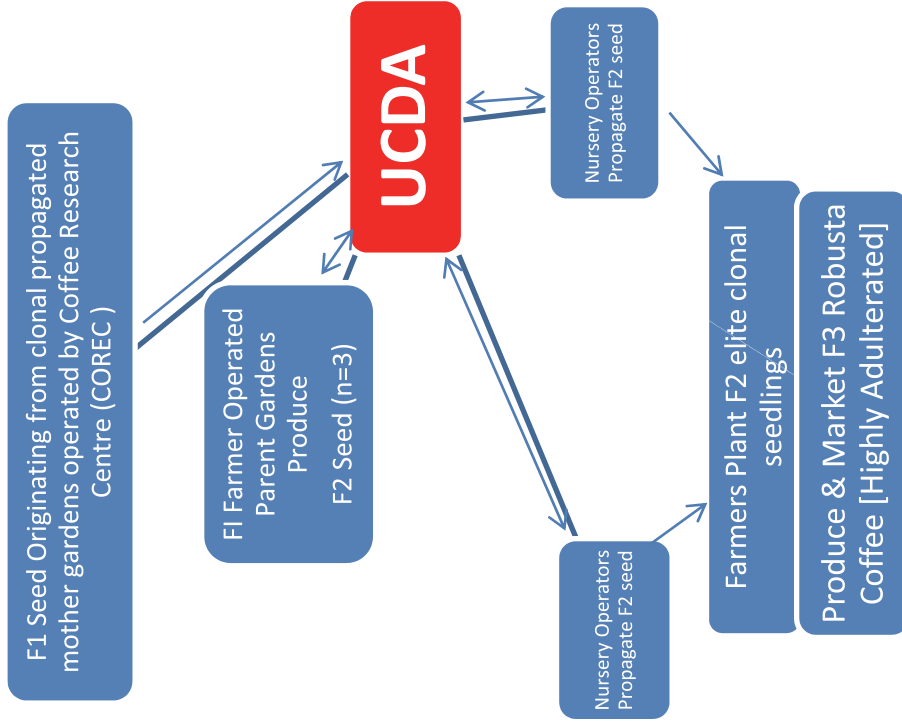 F1 Seed Originating from clonal propagated
mother gardens operated by Coffee Research
Centre (COREC )
FI Farmer Operated
Parent Gardens
Produce
F2 Seed (n=3)
UCDA
Nursery Operators
Propagate F2 seed
Nursery Operators
Propagate F2 seed
Farmers Plant F2 elite clonal
seedlings
Produce & Market F3 Robusta
Coffee [Highly Adulterated]